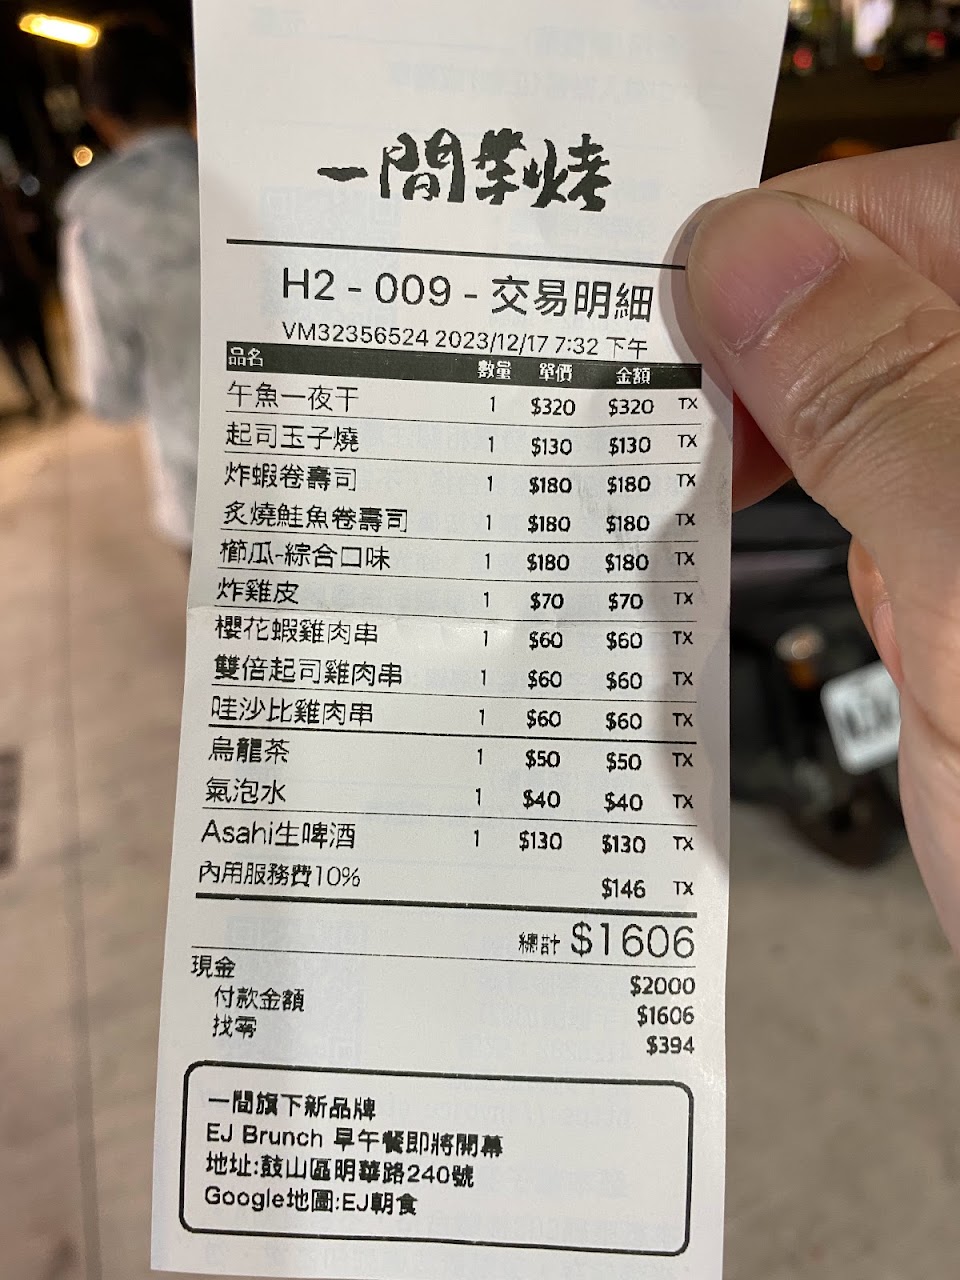 一間串燒
H2 - 009 - 交易明細
VM32356524 2023/12/17 7:32 下午
品名 數量 單價 金額
午魚一夜干 1 $320 $320 TX
起司玉子燒 1 $130 $130 TX
炸蝦卷壽司 1 $180 $180 TX
炙燒鮭魚卷壽司 1 $180 $180 TX
櫛瓜-綜合口味 1 $180 $180 TX
炸雞皮 1 $70 $70 TX
櫻花蝦雞肉串 1 $60 $60 TX
雙倍起司雞肉串 1 $60 $60 TX
哇沙比雞肉串 1 $60 $60 TX
烏龍茶 1 $50 $50 TX
氣泡水 1 $40 $40 TX
Asahi生啤酒 1 $130 $130 TX
內用服務費10% $146 TX
總計 $1606
現金 $2000
付款金額 $1606
找零 $394
一間旗下新品牌
EJ Brunch 早午餐即將開幕
地址:鼓山區明華路240號
Google地圖:EJ朝食